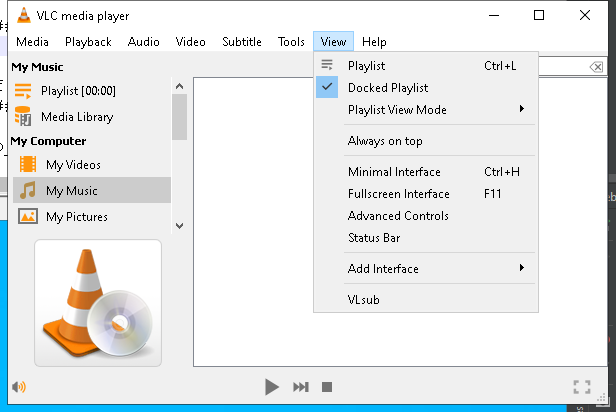 VLC media player
Media Playback Audio Video Subtitle Tools View Help
My Music
Playlist [00:00]
Media Library
My Computer
My Videos
My Music
My Pictures
Playlist Ctrl+L
Docked Playlist
Playlist View Mode
Always on top
Minimal Interface Ctrl+H
Fullscreen Interface F11
Advanced Controls
Status Bar
Add Interface
VLsub